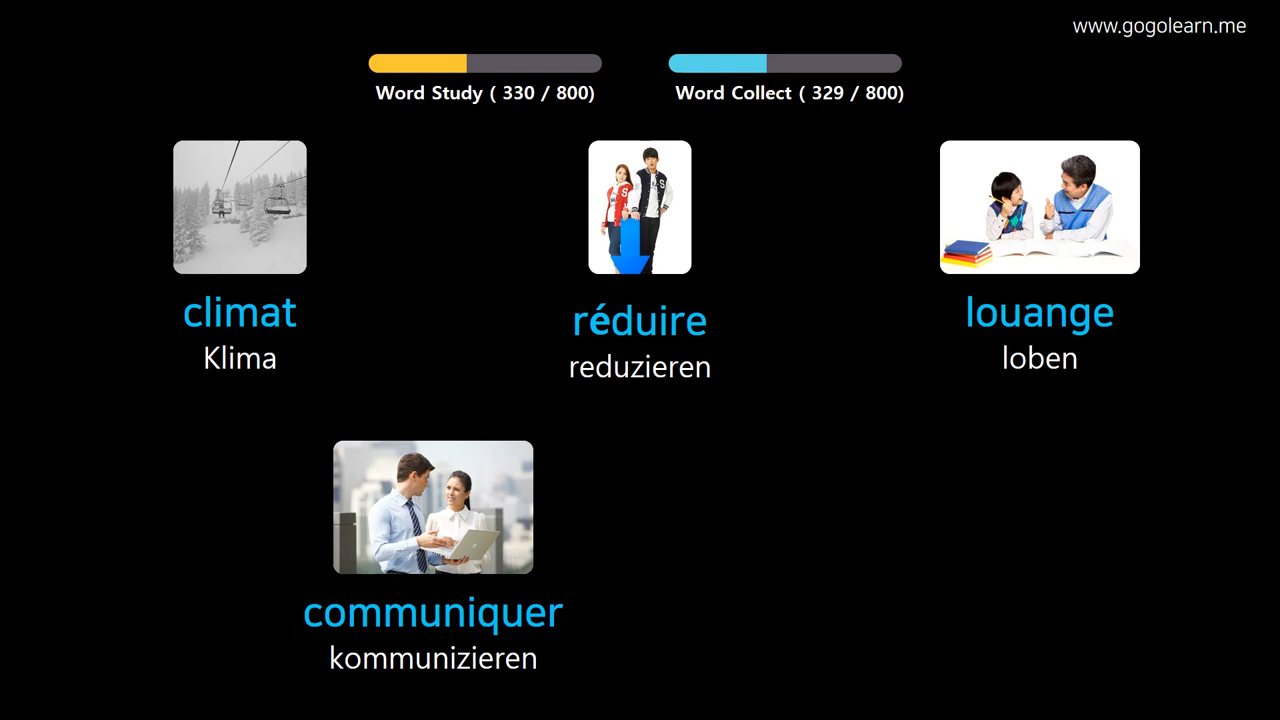 www.gogolearn.me
Word Study ( 330 / 800)
Word Collect ( 329 / 800)
climat
Klima
réduire
reduzieren
louange
loben
communiquer
kommunizieren